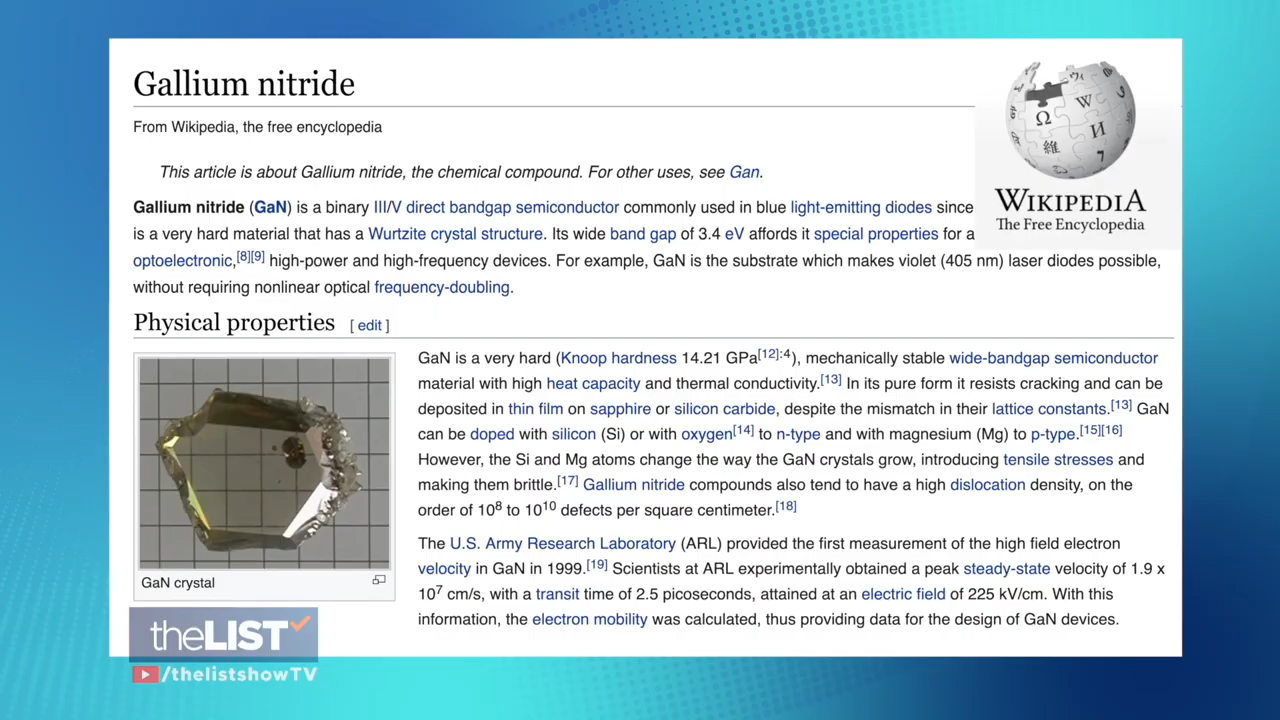 Gallium nitride
From Wikipedia, the free encyclopedia
This article is about Gallium nitride, the chemical compound. For other uses, see Gan.
Gallium nitride (GaN) is a binary III/V direct bandgap semiconductor commonly used in blue light-emitting diodes since
is a very hard material that has a Wurtzite crystal structure. Its wide band gap of 3.4 eV affords it special properties for a
optoelectronic,[8][9] high-power and high-frequency devices. For example, GaN is the substrate which makes violet (405 nm) laser diodes possible,
without requiring nonlinear optical frequency-doubling.
WIKIPEDIA
The Free Encyclopedia
Physical properties [ edit ]
GaN crystal
GaN is a very hard (Knoop hardness 14.21 GPa[12]:4), mechanically stable wide-bandgap semiconductor
material with high heat capacity and thermal conductivity.[13] In its pure form it resists cracking and can be
deposited in thin film on sapphire or silicon carbide, despite the mismatch in their lattice constants.[13] GaN
can be doped with silicon (Si) or with oxygen[14] to n-type and with magnesium (Mg) to p-type.[15][16]
However, the Si and Mg atoms change the way the GaN crystals grow, introducing tensile stresses and
making them brittle.[17] Gallium nitride compounds also tend to have a high dislocation density, on the
order of 10⁸ to 10¹⁰ defects per square centimeter.[18]
The U.S. Army Research Laboratory (ARL) provided the first measurement of the high field electron
velocity in GaN in 1999.[19] Scientists at ARL experimentally obtained a peak steady-state velocity of 1.9 x
10⁷ cm/s, with a transit time of 2.5 picoseconds, attained at an electric field of 225 kV/cm. With this
information, the electron mobility was calculated, thus providing data for the design of GaN devices.
theLIST
/thelistshowTV